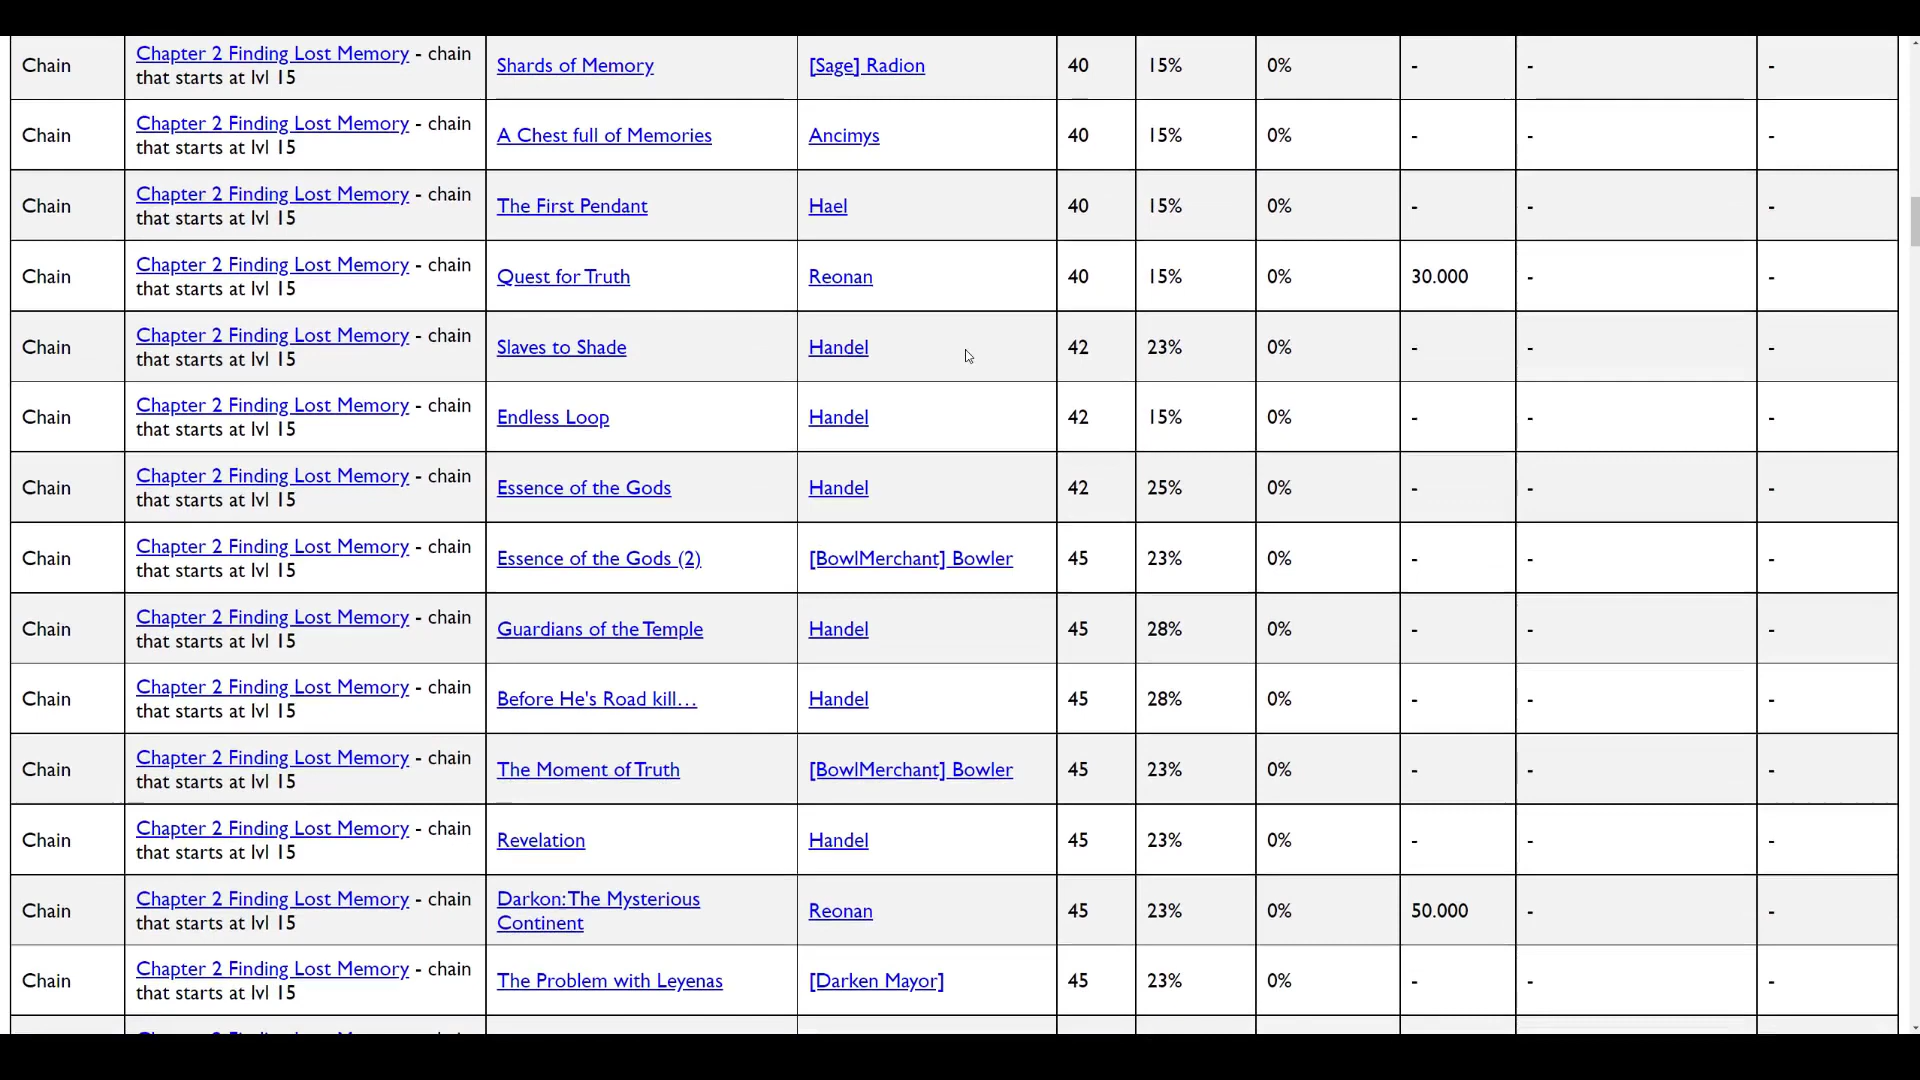 Chain Chapter 2 Finding Lost Memory - chain that starts at lvl 15 Shards of Memory [Sage] Radion 40 15% 0% - - -
Chain Chapter 2 Finding Lost Memory - chain that starts at lvl 15 A Chest full of Memories Ancimys 40 15% 0% - - -
Chain Chapter 2 Finding Lost Memory - chain that starts at lvl 15 The First Pendant Hael 40 15% 0% - - -
Chain Chapter 2 Finding Lost Memory - chain that starts at lvl 15 Quest for Truth Reonan 40 15% 0% 30.000 - -
Chain Chapter 2 Finding Lost Memory - chain that starts at lvl 15 Slaves to Shade Handel 42 23% 0% - - -
Chain Chapter 2 Finding Lost Memory - chain that starts at lvl 15 Endless Loop Handel 42 15% 0% - - -
Chain Chapter 2 Finding Lost Memory - chain that starts at lvl 15 Essence of the Gods Handel 42 25% 0% - - -
Chain Chapter 2 Finding Lost Memory - chain that starts at lvl 15 Essence of the Gods (2) [BowlMerchant] Bowler 45 23% 0% - - -
Chain Chapter 2 Finding Lost Memory - chain that starts at lvl 15 Guardians of the Temple Handel 45 28% 0% - - -
Chain Chapter 2 Finding Lost Memory - chain that starts at lvl 15 Before He's Road kill… Handel 45 28% 0% - - -
Chain Chapter 2 Finding Lost Memory - chain that starts at lvl 15 The Moment of Truth [BowlMerchant] Bowler 45 23% 0% - - -
Chain Chapter 2 Finding Lost Memory - chain that starts at lvl 15 Revelation Handel 45 23% 0% - - -
Chain Chapter 2 Finding Lost Memory - chain that starts at lvl 15 Darkon: The Mysterious Continent Reonan 45 23% 0% 50.000 - -
Chain Chapter 2 Finding Lost Memory - chain that starts at lvl 15 The Problem with Leyenas [Darken Mayor] 45 23% 0% - - -